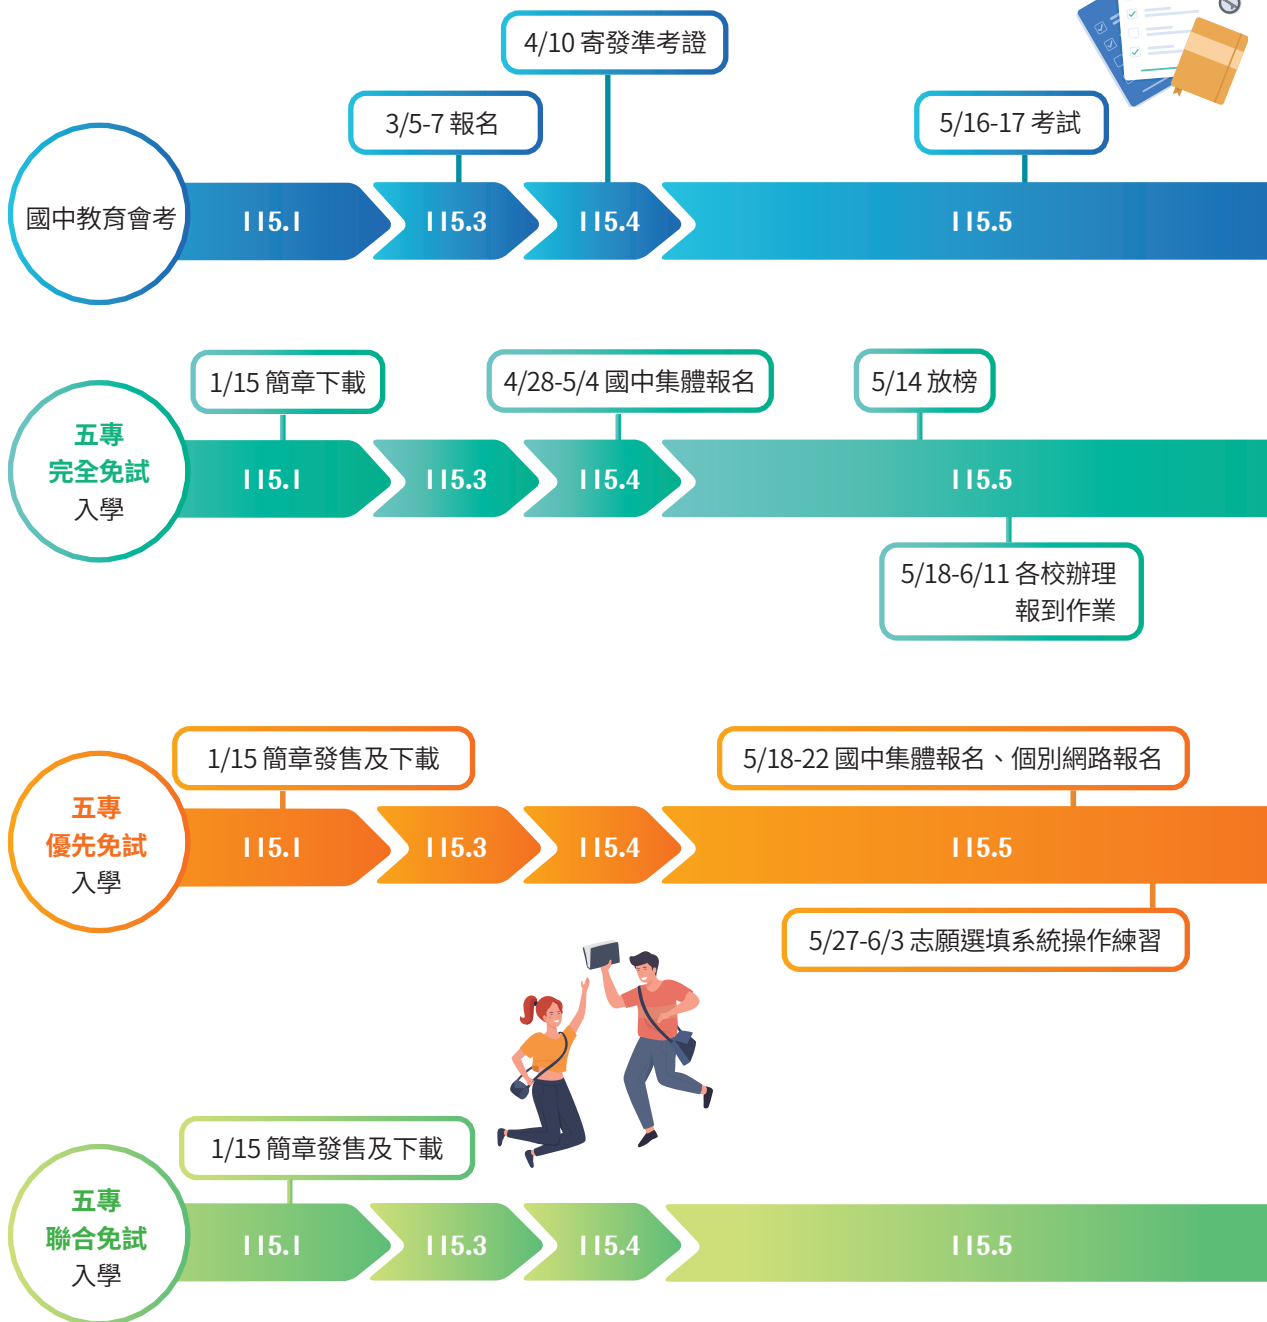 4/10 寄發準考證
3/5-7 報名
5/16-17 考試
國中教育會考
115.1
115.3
115.4
115.5
1/15 簡章下載
4/28-5/4 國中集體報名
5/14 放榜
五專
完全免試
入學
115.1
115.3
115.4
115.5
5/18-6/11 各校辦理
報到作業
1/15 簡章發售及下載
5/18-22 國中集體報名、個別網路報名
五專
優先免試
入學
115.1
115.3
115.4
115.5
5/27-6/3 志願選填系統操作練習
1/15 簡章發售及下載
五專
聯合免試
入學
115.1
115.3
115.4
115.5